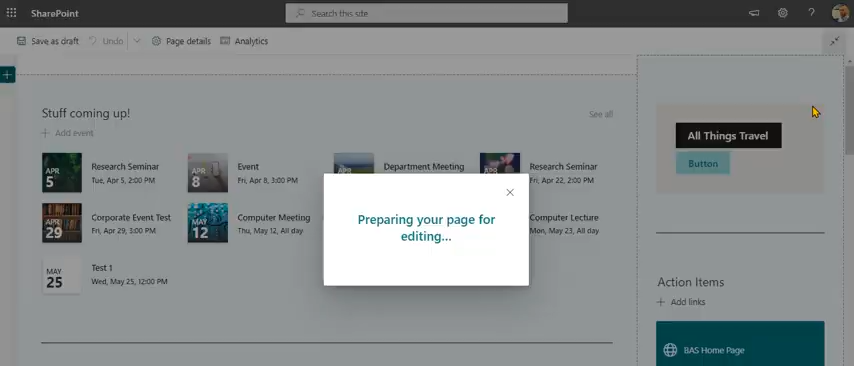 SharePoint
Search this site
Save as draft
Undo
Page details
Analytics
Stuff coming up!
See all
Add event
APR
5
Research Seminar
Tue, Apr 5, 2:00 PM
APR
8
Event
Fri, Apr 8, 3:00 PM
APR
Department Meeting
APR
Research Seminar
Fri, Apr 22, 2:00 PM
APR
29
Corporate Event Test
Fri, Apr 29, 3:00 PM
MAY
12
Computer Meeting
Thu, May 12, All day
Computer Lecture
Mon, May 23, All day
MAY
25
Test 1
Wed, May 25, 12:00 PM
Preparing your page for
editing...
All Things Travel
Button
Action Items
Add links
BAS Home Page